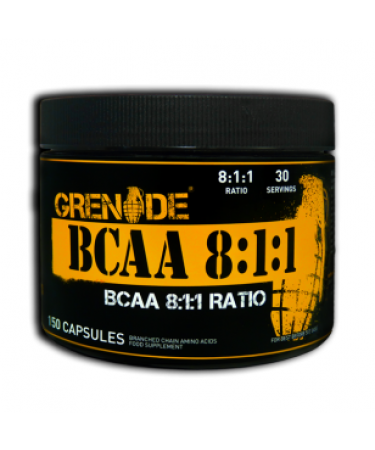 8:1:1 30
RATIO SERVINGS
GRENADE®
BCAA 8:1:1
BCAA 8:1:1 RATIO
150 CAPSULES
BRANCHED CHAIN AMINO ACIDS
FOOD SUPPLEMENT